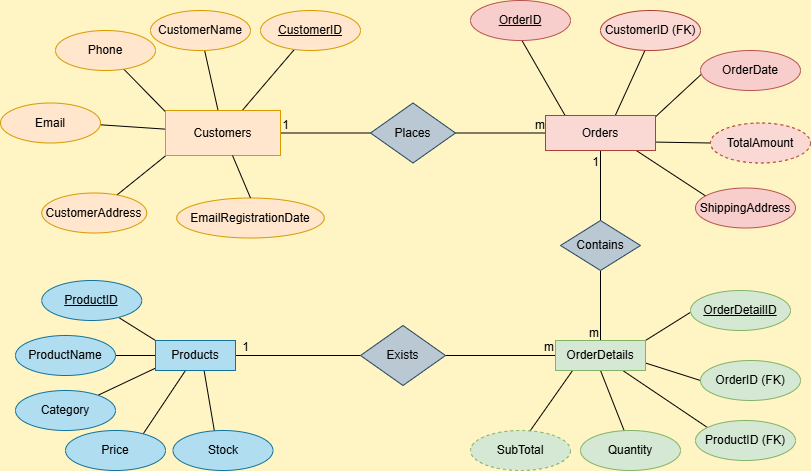 CustomerName
CustomerID
OrderID
CustomerID (FK)
Phone
OrderDate
Email
Customers
1
Places
m
Orders
TotalAmount
1
CustomerAddress
EmailRegistrationDate
ShippingAddress
Contains
ProductID
OrderDetailID
m
ProductName
Products
1
Exists
m
OrderDetails
OrderID (FK)
Category
Price
Stock
SubTotal
Quantity
ProductID (FK)